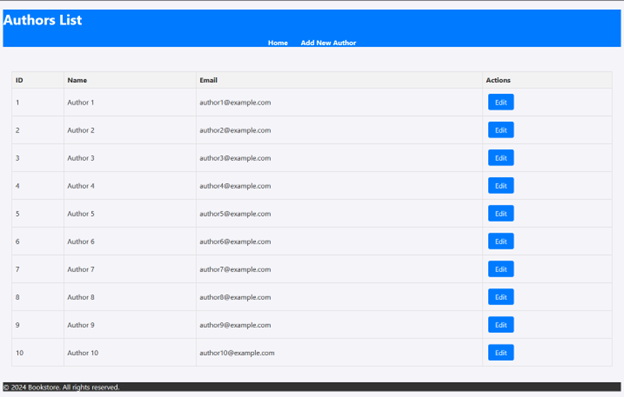 Authors List
Home Add New Author
ID Name Email Actions
1 Author 1 author1@example.com Edit
2 Author 2 author2@example.com Edit
3 Author 3 author3@example.com Edit
4 Author 4 author4@example.com Edit
5 Author 5 author5@example.com Edit
6 Author 6 author6@example.com Edit
7 Author 7 author7@example.com Edit
8 Author 8 author8@example.com Edit
9 Author 9 author9@example.com Edit
10 Author 10 author10@example.com Edit
© 2024 Bookstore. All rights reserved.